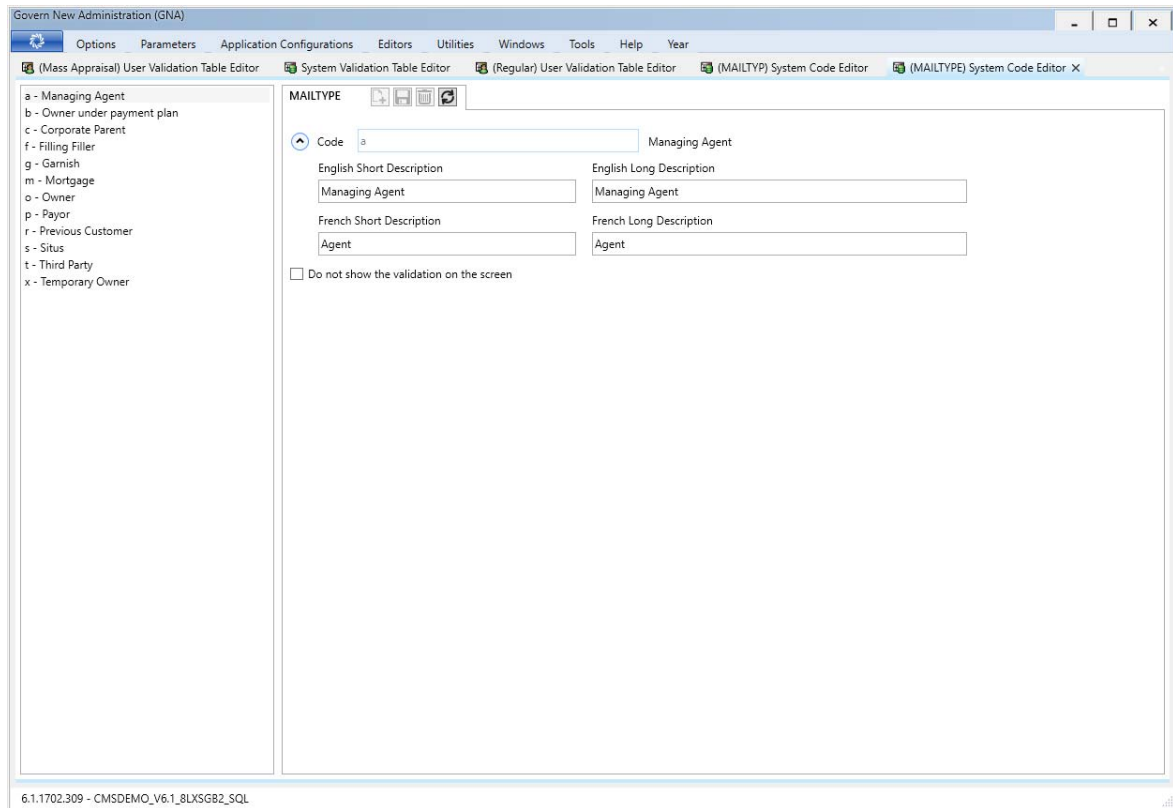 Govern New Administration (GNA)
Options Parameters Application Configurations Editors Utilities Windows Tools Help Year
(Mass Appraisal) User Validation Table Editor System Validation Table Editor (Regular) User Validation Table Editor (MAILTYP) System Code Editor (MAILTYPE) System Code Editor
a - Managing Agent
b - Owner under payment plan
c - Corporate Parent
f - Filling Filler
g - Garnish
m - Mortgage
o - Owner
p - Payor
r - Previous Customer
s - Situs
t - Third Party
x - Temporary Owner
MAILTYPE
Code a Managing Agent
English Short Description English Long Description
Managing Agent Managing Agent
French Short Description French Long Description
Agent Agent
Do not show the validation on the screen
6.1.1702.309 - CMSDEMO_V6.1_8LXSGB2_SQL